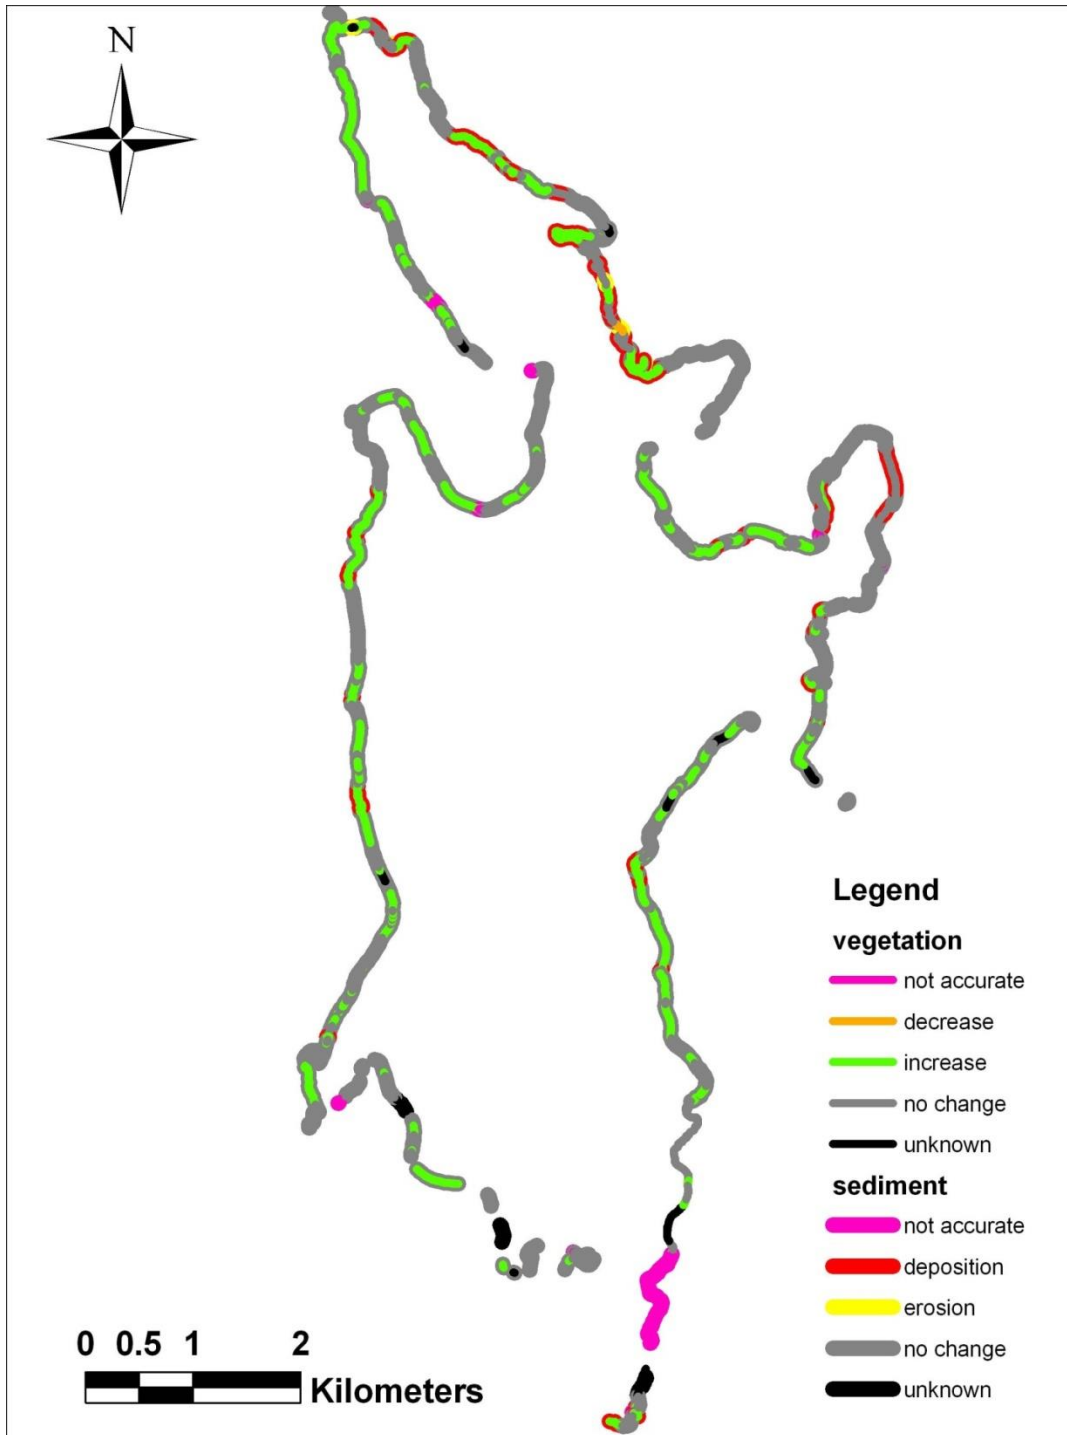 N
Legend
vegetation
not accurate
decrease
increase
no change
unknown
sediment
not accurate
deposition
erosion
no change
unknown
0 0.5 1 2
Kilometers